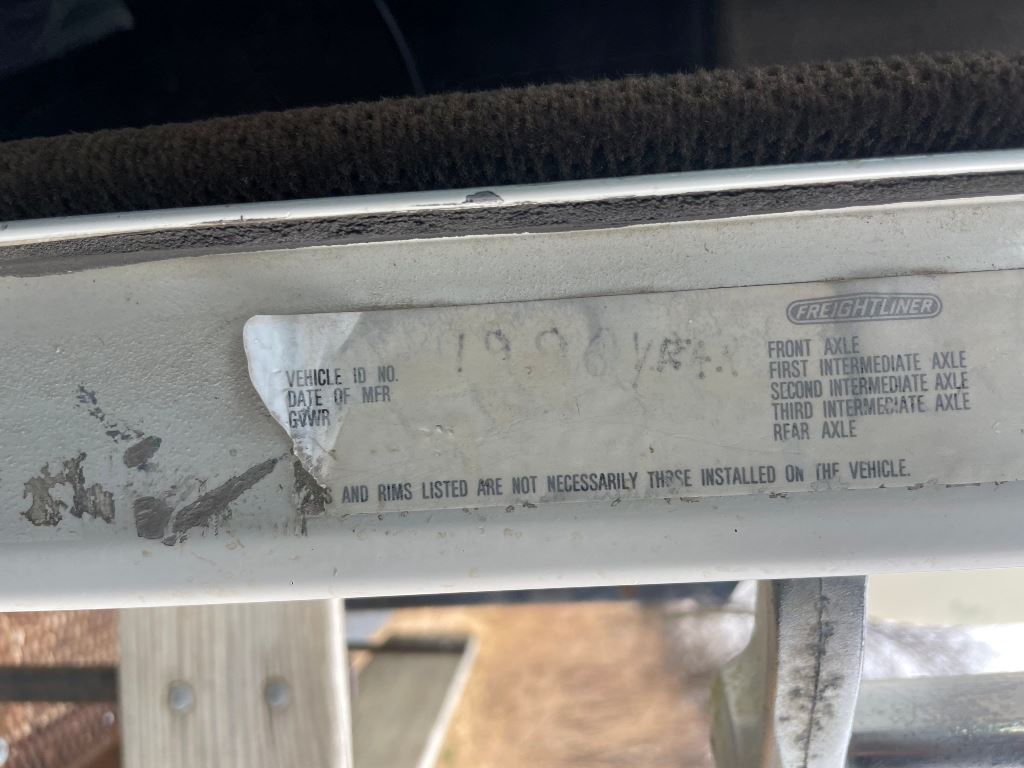 FREIGHTLINER
VEHICLE ID NO.
DATE OF MFR
GVWR
FRONT AXLE
FIRST INTERMEDIATE AXLE
SECOND INTERMEDIATE AXLE
THIRD INTERMEDIATE AXLE
REAR AXLE
AND RIMS LISTED ARE NOT NECESSARILY THOSE INSTALLED ON THE VEHICLE.